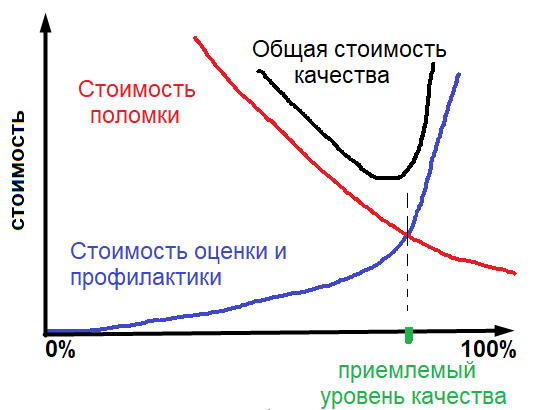 Общая стоимость
качества
Стоимость
поломки
стоимость
Стоимость оценки и
профилактики
0%
100%
приемлемый
уровень качества